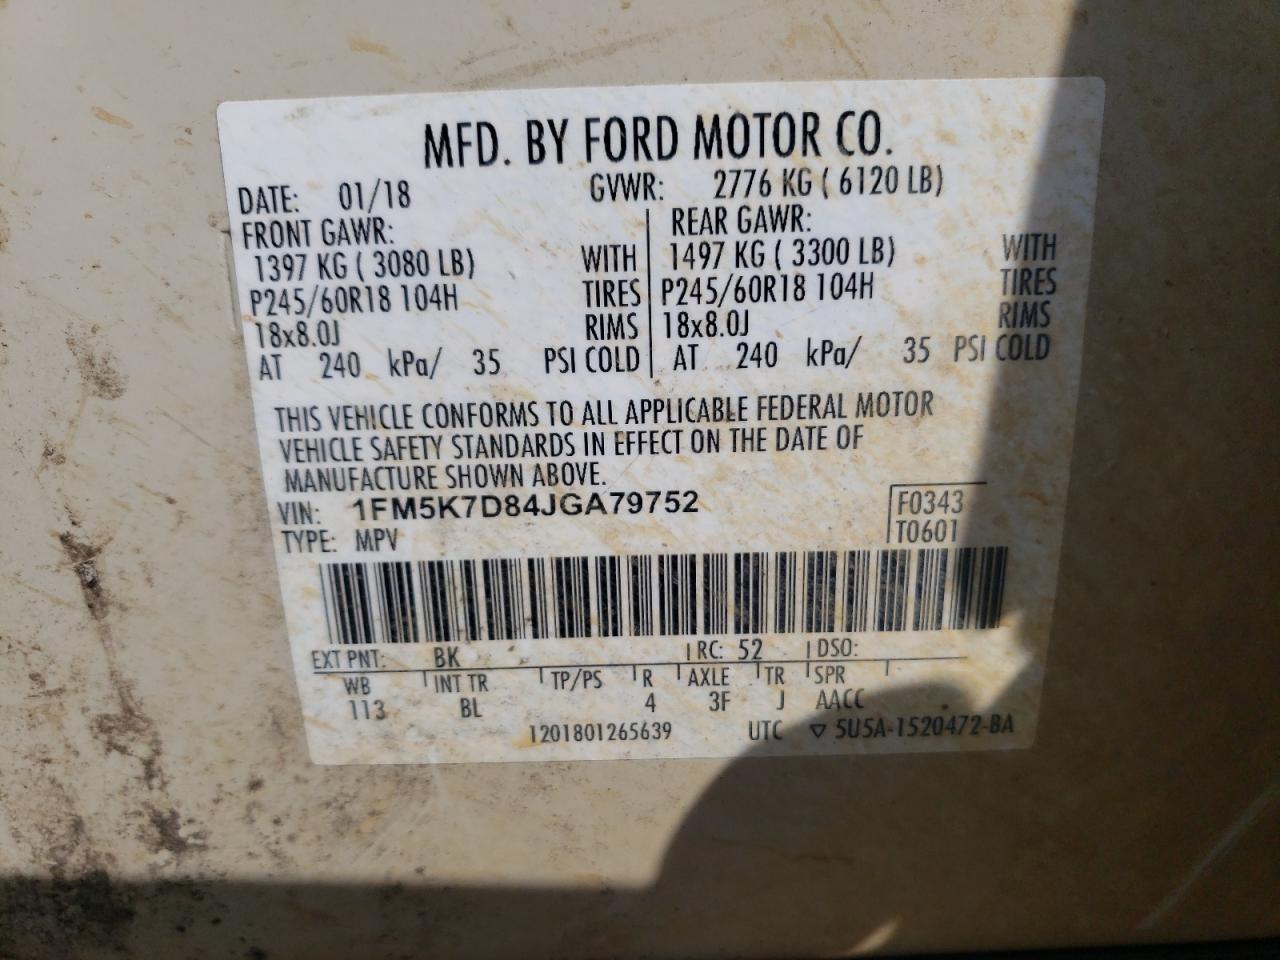 MFD. BY FORD MOTOR CO.
DATE: 01/18 GVWR: 2776 KG ( 6120 LB)
FRONT GAWR: REAR GAWR:
1397 KG ( 3080 LB) WITH 1497 KG ( 3300 LB) WITH
P245/60R18 104H TIRES P245/60R18 104H TIRES
18x8.0J RIMS 18x8.0J RIMS
AT 240 kPa/ 35 PSI COLD AT 240 kPa/ 35 PSI COLD
THIS VEHICLE CONFORMS TO ALL APPLICABLE FEDERAL MOTOR
VEHICLE SAFETY STANDARDS IN EFFECT ON THE DATE OF
MANUFACTURE SHOWN ABOVE.
VIN: 1FM5K7D84JGA79752 F0343
TYPE: MPV T0601
EXT PNT: BK RC: 52 DSO:
WB INT TR TP/PS R AXLE TR SPR
113 BL 4 3F J AACC
1201801265639 UTC ▽ 5U5A-1520472-BA